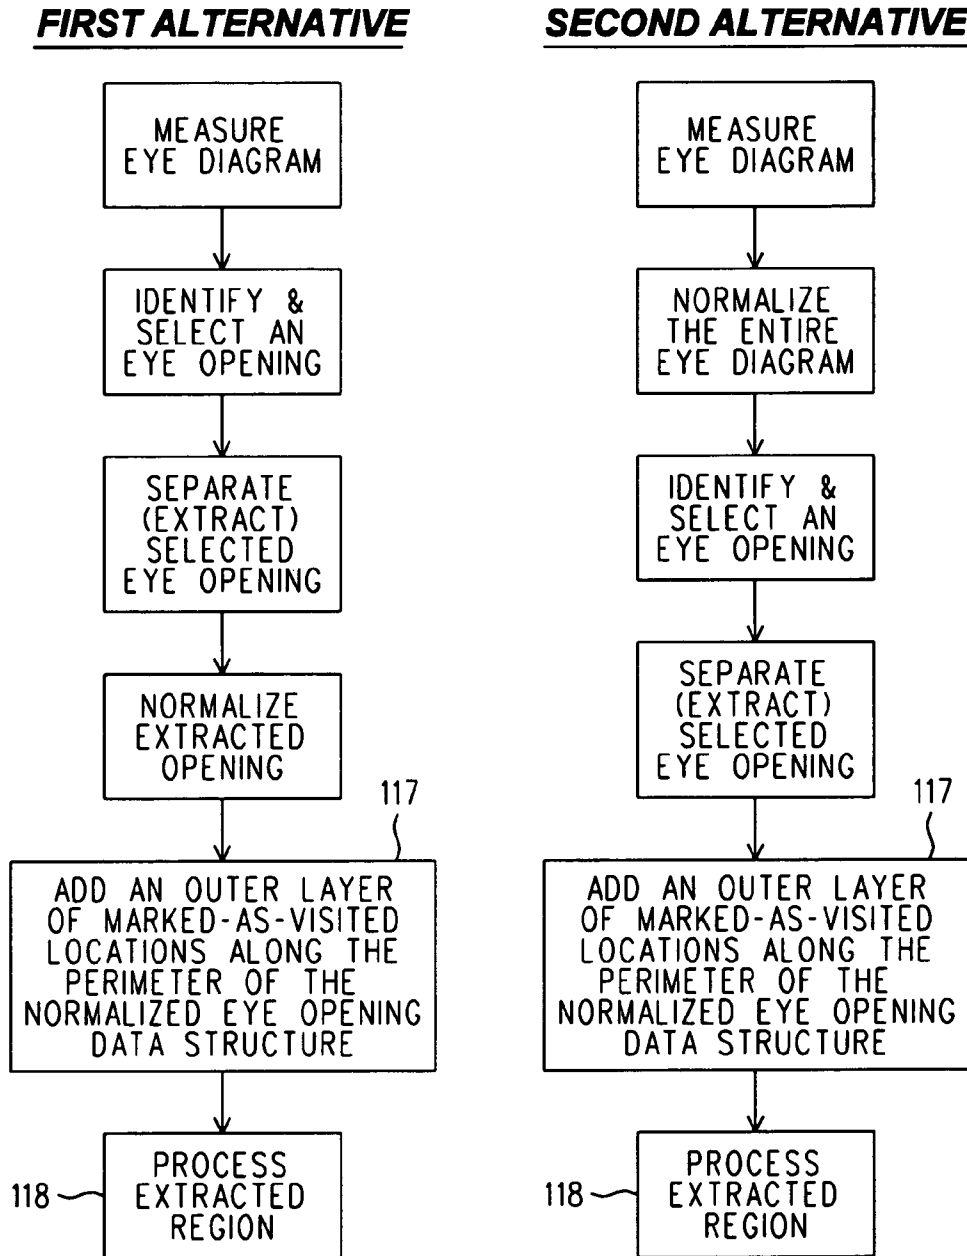 FIRST ALTERNATIVE
MEASURE
EYE DIAGRAM
IDENTIFY &
SELECT AN
EYE OPENING
SEPARATE
(EXTRACT)
SELECTED
EYE OPENING
NORMALIZE
EXTRACTED
OPENING
117
ADD AN OUTER LAYER
OF MARKED-AS-VISITED
LOCATIONS ALONG THE
PERIMETER OF THE
NORMALIZED EYE OPENING
DATA STRUCTURE
118
PROCESS
EXTRACTED
REGION
SECOND ALTERNATIVE
MEASURE
EYE DIAGRAM
NORMALIZE
THE ENTIRE
EYE DIAGRAM
IDENTIFY &
SELECT AN
EYE OPENING
SEPARATE
(EXTRACT)
SELECTED
EYE OPENING
117
ADD AN OUTER LAYER
OF MARKED-AS-VISITED
LOCATIONS ALONG THE
PERIMETER OF THE
NORMALIZED EYE OPENING
DATA STRUCTURE
118
PROCESS
EXTRACTED
REGION